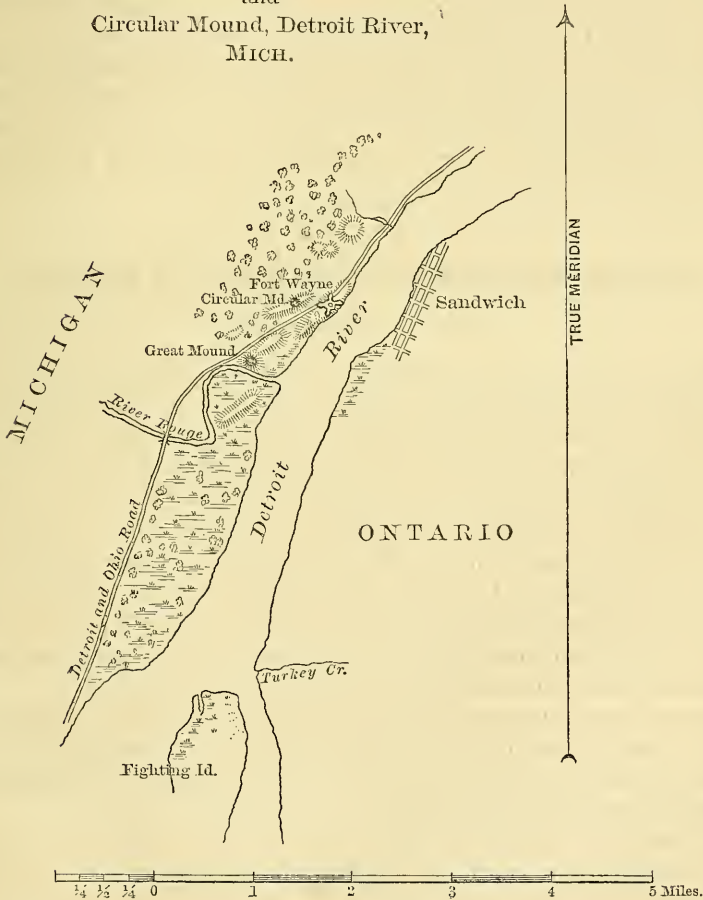 and
Circular Mound, Detroit River,
MICH.
TRUE MERIDIAN
MICHIGAN
Fort Wayne
Circular Md.
Sandwich
River
Great Mound
River Rouge
Detroit
ONTARIO
Detroit and Ohio Road
Turkey Cr.
Fighting Id.
¼ ½ ¼ 0 1 2 3 4 5 Miles.